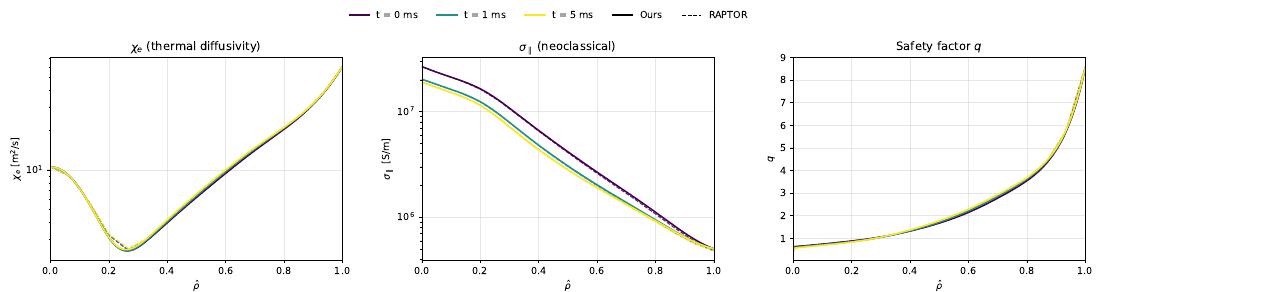 t = 0 ms t = 1 ms t = 5 ms Ours RAPTOR
χₑ (thermal diffusivity)
χₑ [m²/s]
10¹
0.0 0.2 0.4 0.6 0.8 1.0
ρ̂
σ∥ (neoclassical)
σ∥ [S/m]
10⁷
10⁶
0.0 0.2 0.4 0.6 0.8 1.0
ρ̂
Safety factor q
q
9
8
7
6
5
4
3
2
1
0.0 0.2 0.4 0.6 0.8 1.0
ρ̂